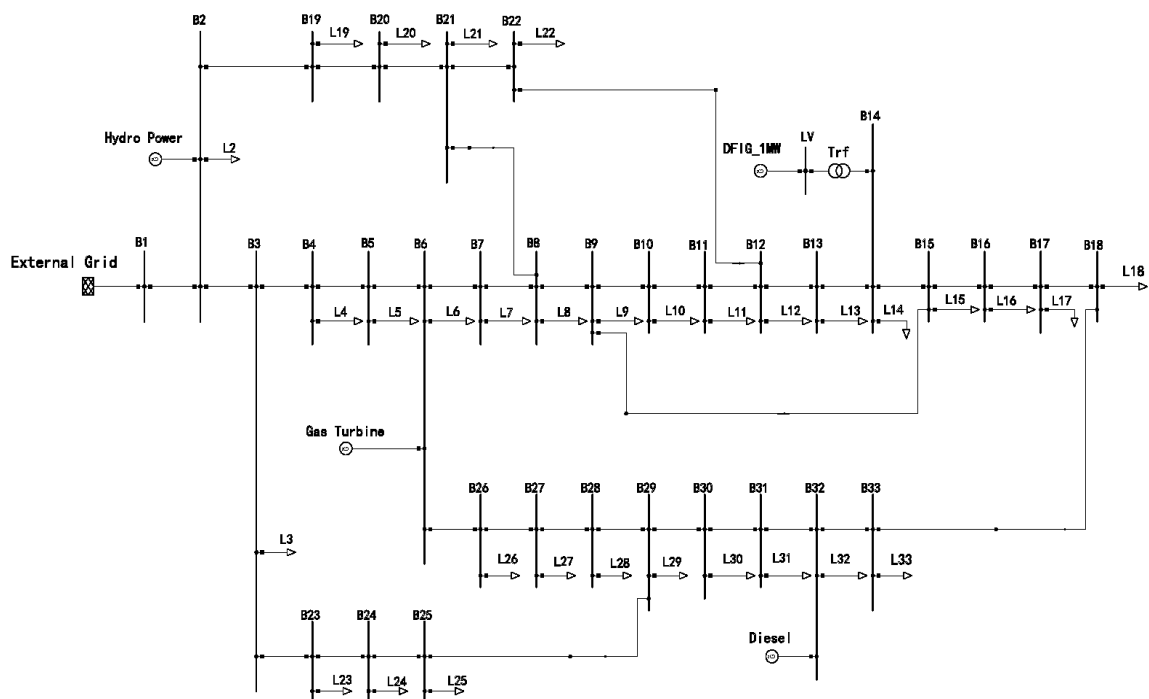 B2
B19
B20
B21
B22
L19
L20
L21
L22
Hydro Power
L2
B14
LV
DFIG_1MW
Trf
External Grid
B1
B3
B4
B5
B6
B7
B8
B9
B10
B11
B12
B13
B15
B16
B17
B18
L18
L4
L5
L6
L7
L8
L9
L10
L11
L12
L13
L14
L15
L16
L17
Gas Turbine
B26
B27
B28
B29
B30
B31
B32
B33
L3
L26
L27
L28
L29
L30
L31
L32
L33
B23
B24
B25
Diesel
L23
L24
L25